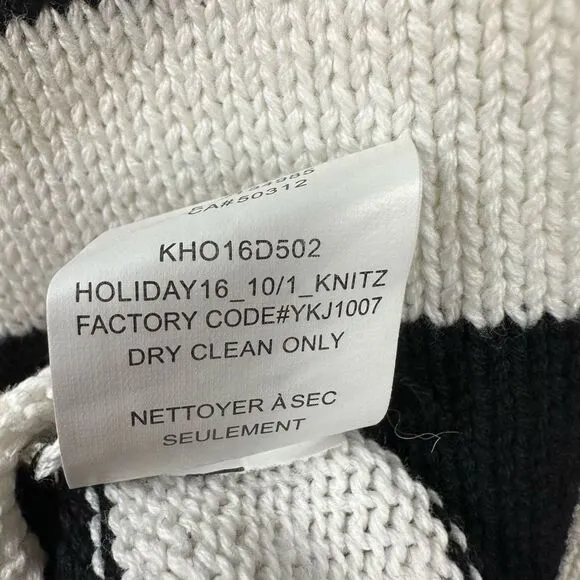 CA#50312
KHO16D502
HOLIDAY16_10/1_KNITZ
FACTORY CODE#YKJ1007
DRY CLEAN ONLY
NETTOYER À SEC
SEULEMENT